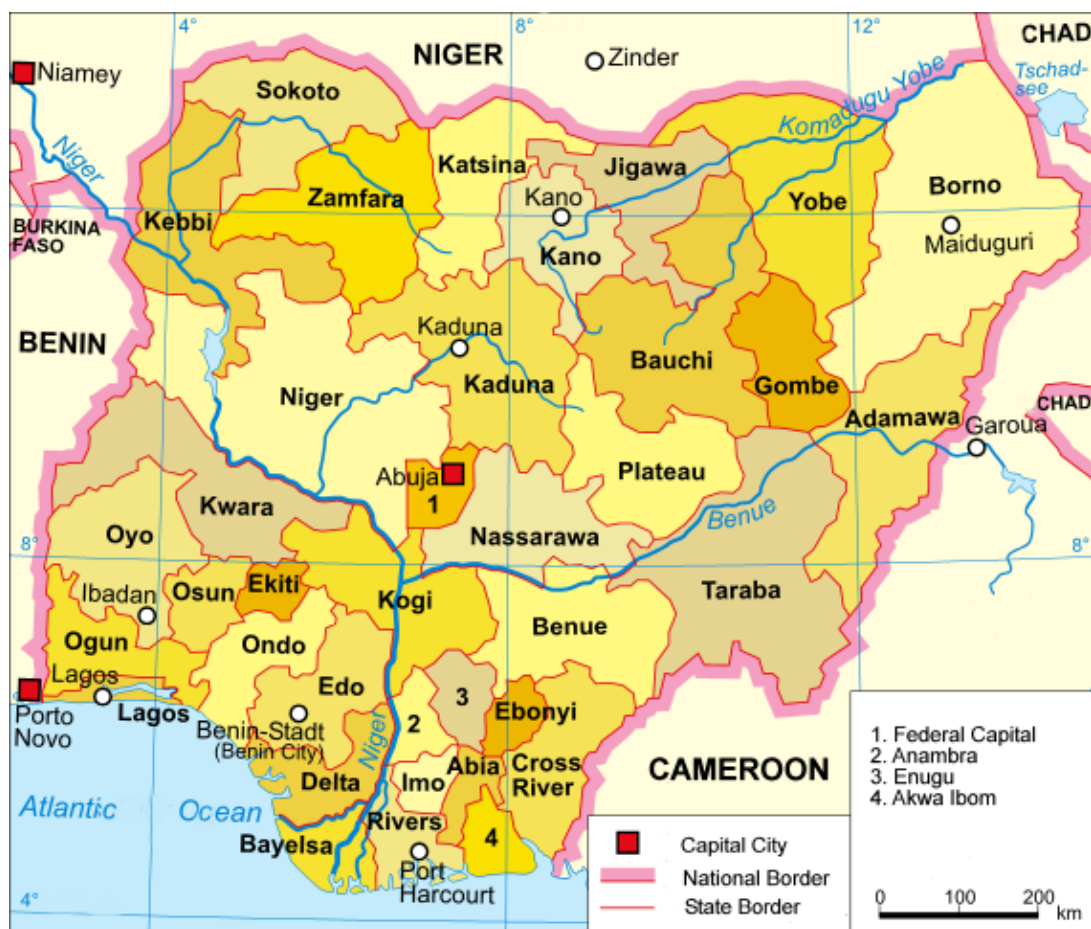 4°
8°
12°
CHAD
NIGER
Zinder
Niamey
Tschad-
see
Sokoto
Komadugu Yobe
Niger
Katsina
Jigawa
Zamfara
Kano
Yobe
Borno
Kebbi
BURKINA
FASO
Maiduguri
Kano
BENIN
Kaduna
Bauchi
Niger
Kaduna
Gombe
CHAD
Adamawa
Garoua
Abuja
Plateau
1
Kwara
Benue
Oyo
Nassarawa
8°
8°
Ibadan
Osun
Ekiti
Kogi
Taraba
Benue
Ogun
Ondo
Lagos
Edo
3
Ebonyi
Porto
Novo
Lagos
Benin-Stadt
(Benin City)
Niger
2
Abia
Cross
River
Imo
CAMEROON
Delta
Atlantic Ocean
Rivers
4
Bayelsa
Port
Harcourt
4°
4°
1. Federal Capital
2. Anambra
3. Enugu
4. Akwa Ibom
Capital City
National Border
State Border
0 100 200
km